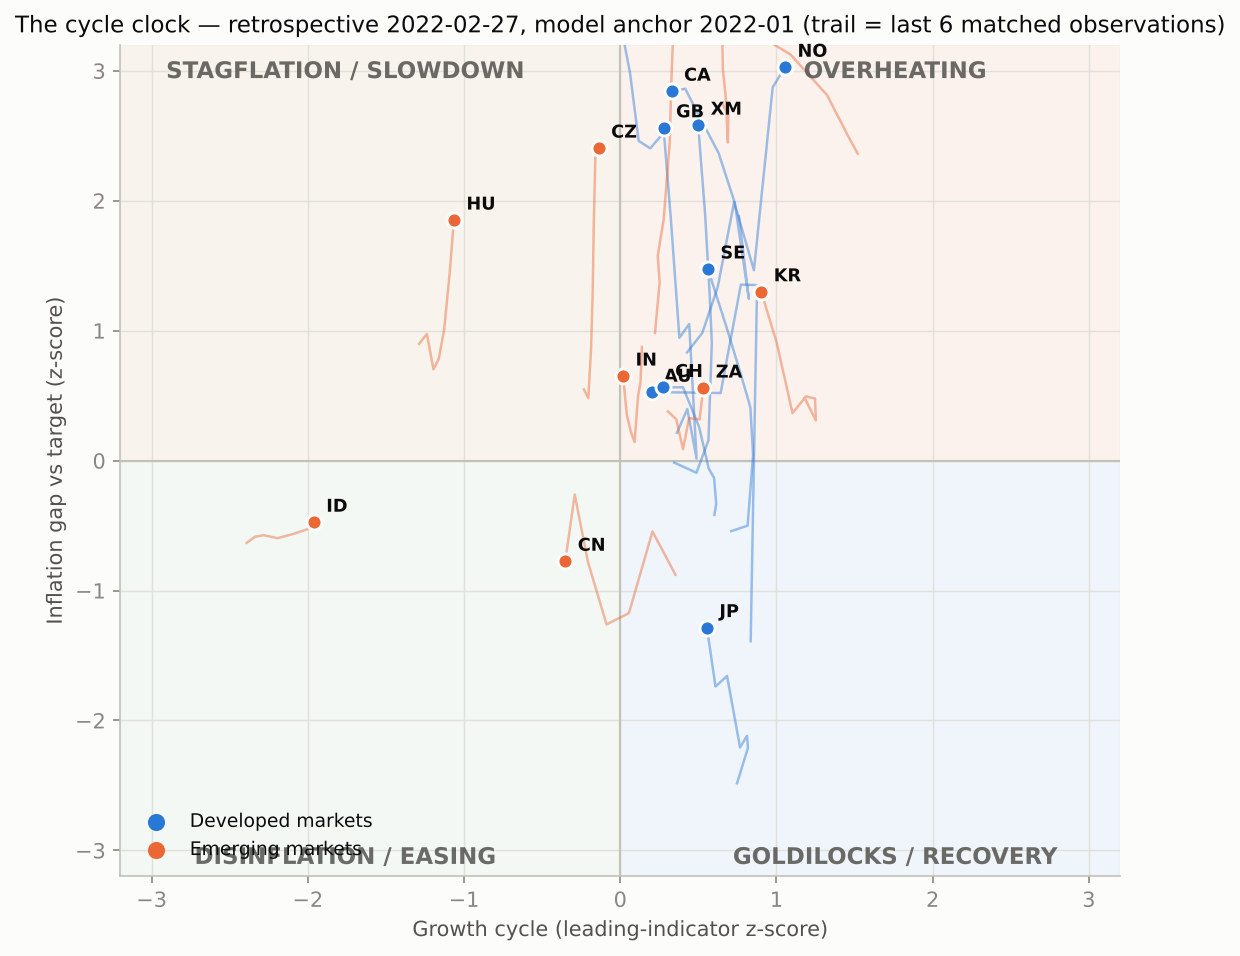 The cycle clock — retrospective 2022-02-27, model anchor 2022-01 (trail = last 6 matched observations)
STAGFLATION / SLOWDOWN
OVERHEATING
NO
CA
GB
XM
CZ
HU
SE
KR
IN
AU
CH
ZA
ID
CN
JP
Developed markets
Emerging markets
DISINFLATION / EASING
GOLDILOCKS / RECOVERY
3
2
1
0
−1
−2
−3
−3
−2
−1
0
1
2
3
Inflation gap vs target (z-score)
Growth cycle (leading-indicator z-score)